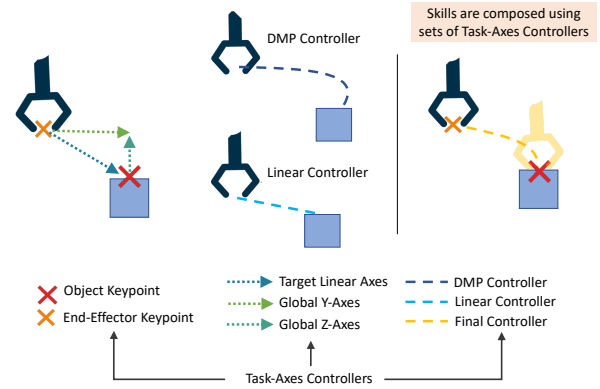 DMP Controller
Linear Controller
Skills are composed using
sets of Task-Axes Controllers
Object Keypoint
End-Effector Keypoint
Target Linear Axes
Global Y-Axes
Global Z-Axes
DMP Controller
Linear Controller
Final Controller
Task-Axes Controllers